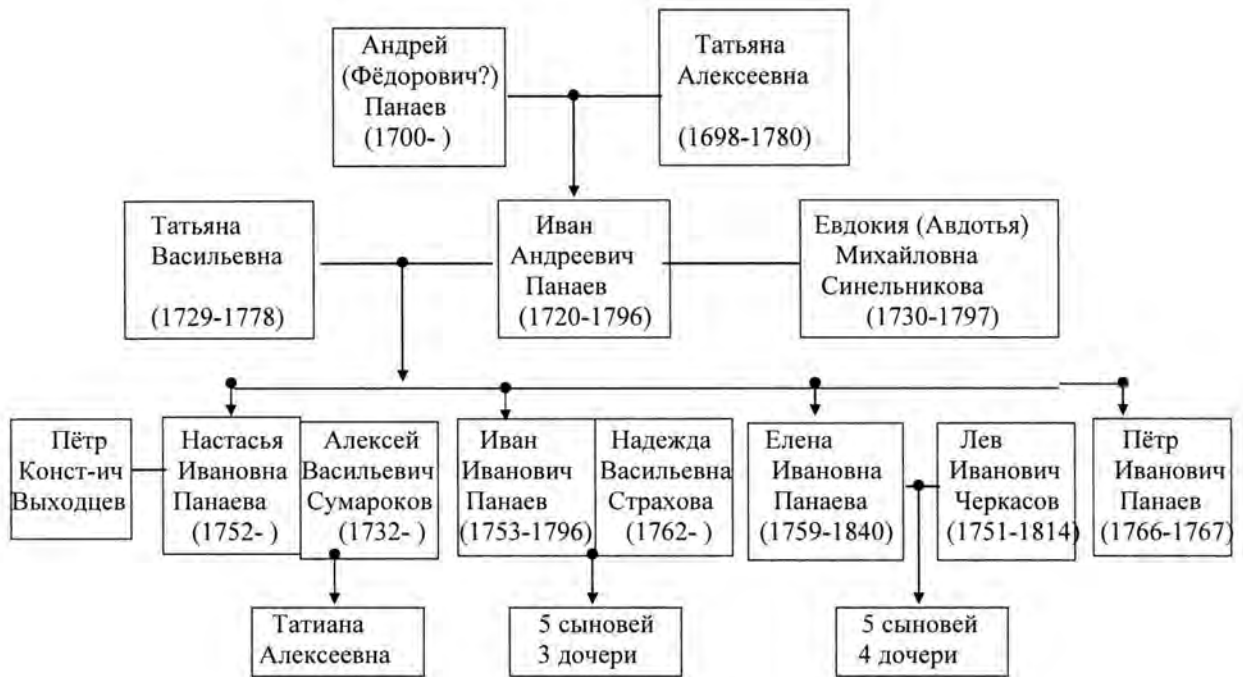 Андрей
(Фёдорович?)
Панаев
(1700- )
Татьяна
Алексеевна
(1698-1780)
Татьяна
Васильевна
(1729-1778)
Иван
Андреевич
Панаев
(1720-1796)
Евдокия (Авдотья)
Михайловна
Синельникова
(1730-1797)
Пётр
Конст-ич
Выходцев
Настасья
Ивановна
Панаева
(1752- )
Алексей
Васильевич
Сумароков
(1732- )
Иван
Иванович
Панаев
(1753-1796)
Надежда
Васильевна
Страхова
(1762- )
Елена
Ивановна
Панаева
(1759-1840)
Лев
Иванович
Черкасов
(1751-1814)
Пётр
Иванович
Панаев
(1766-1767)
Татиана
Алексеевна
5 сыновей
3 дочери
5 сыновей
4 дочери